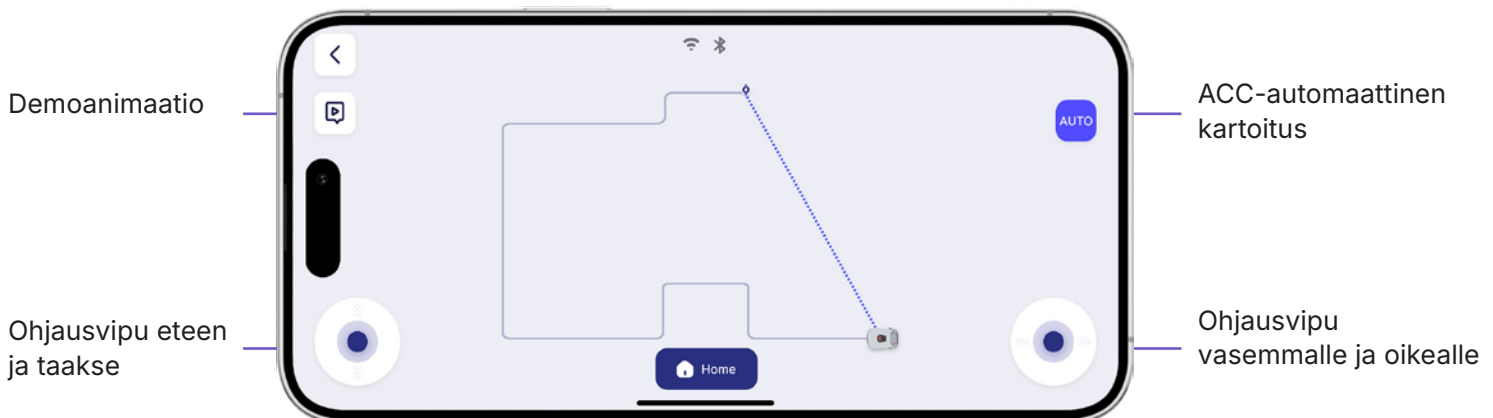 Demoanimaatio
AUTO
ACC-automaattinen
kartoitus
Ohjausvipu eteen
ja taakse
Home
Ohjausvipu
vasemmalle ja oikealle